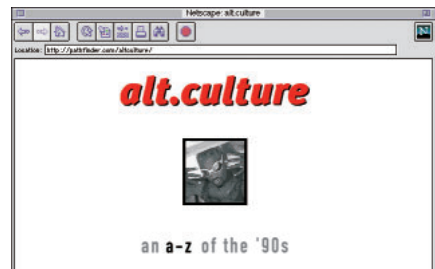 Netscape: alt.culture
Location: http://pathfinder.com/altculture/
alt.culture
an a-z of the '90s